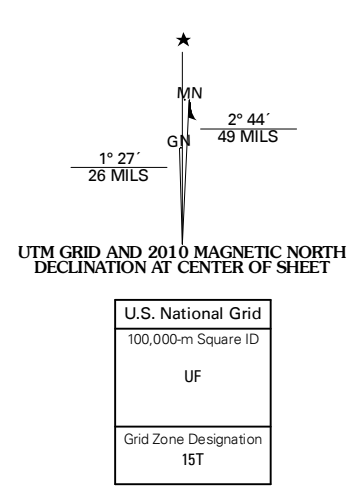 ★
MN
GN
2° 44´
49 MILS
1° 27´
26 MILS
UTM GRID AND 2010 MAGNETIC NORTH
DECLINATION AT CENTER OF SHEET
U.S. National Grid
100,000-m Square ID
UF
Grid Zone Designation
15T